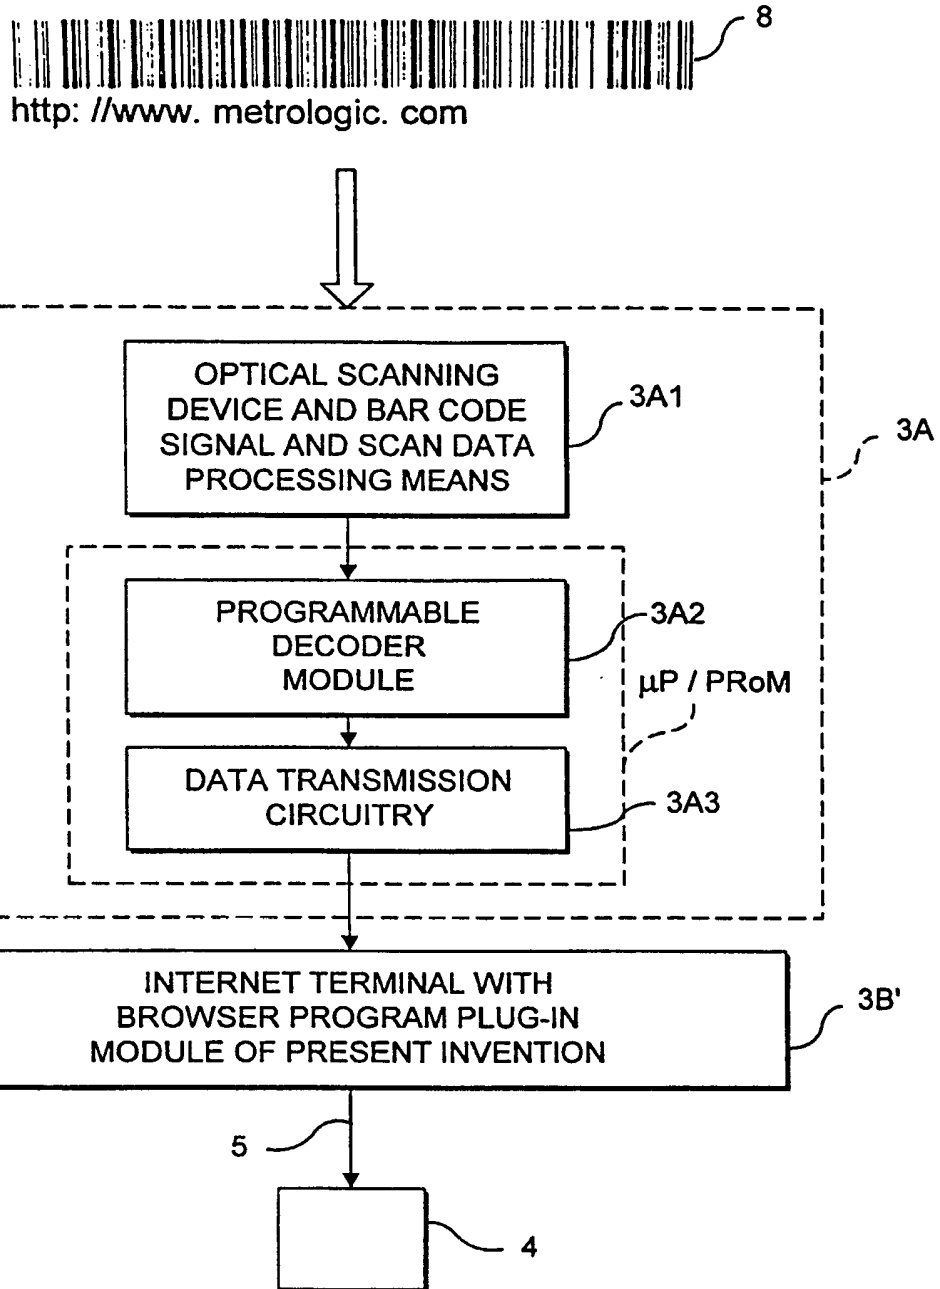 8
http: //www. metrologic. com
OPTICAL SCANNING
DEVICE AND BAR CODE
SIGNAL AND SCAN DATA
PROCESSING MEANS
3A1
3A
PROGRAMMABLE
DECODER
MODULE
3A2
μP / PRoM
DATA TRANSMISSION
CIRCUITRY
3A3
INTERNET TERMINAL WITH
BROWSER PROGRAM PLUG-IN
MODULE OF PRESENT INVENTION
3B'
5
4